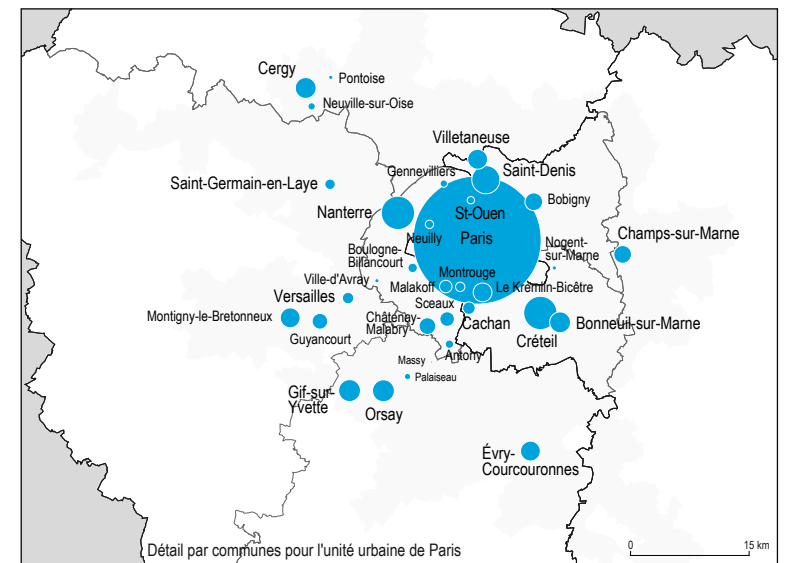 Cergy
Pontoise
Neuville-sur-Oise
Villetaneuse
Saint-Denis
Gennevilliers
Saint-Germain-en-Laye
Bobigny
Nanterre
St-Ouen
Neuilly
Paris
Champs-sur-Marne
Nogent-
sur-Marne
Boulogne-
Billancourt
Montrouge
Ville-d'Avray
Malakoff
Le Kremlin-Bicêtre
Versailles
Sceaux
Montigny-le-Bretonneux
Châtenay-
Malabry
Cachan
Bonneuil-sur-Marne
Guyancourt
Créteil
Antony
Massy
Palaiseau
Gif-sur-
Yvette
Orsay
Évry-
Courcouronnes
Détail par communes pour l'unité urbaine de Paris
0
15 km